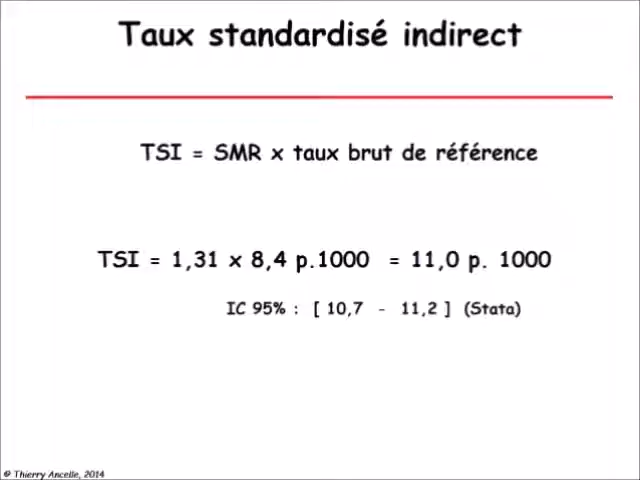 Taux standardisé indirect
TSI = SMR x taux brut de référence
TSI = 1,31 x 8,4 p.1000 = 11,0 p. 1000
IC 95% : [ 10,7 - 11,2 ] (Stata)
© Thierry Ancelle, 2014